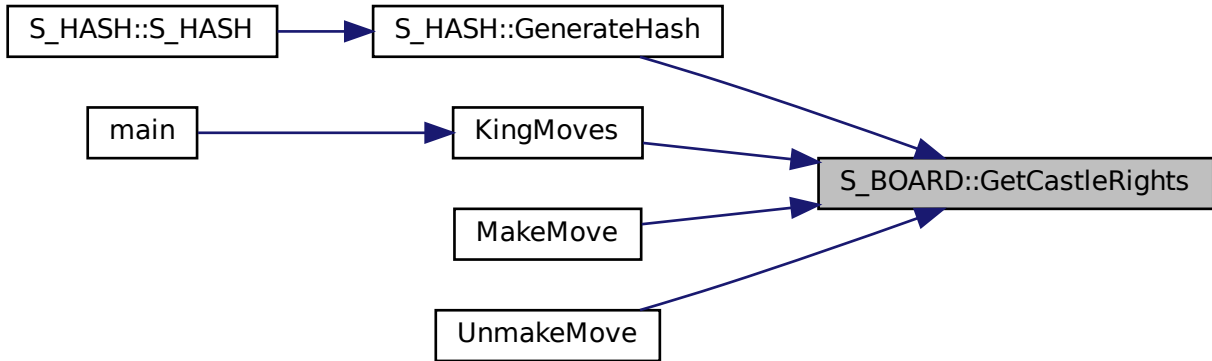 S_HASH::S_HASH
S_HASH::GenerateHash
main
KingMoves
S_BOARD::GetCastleRights
MakeMove
UnmakeMove